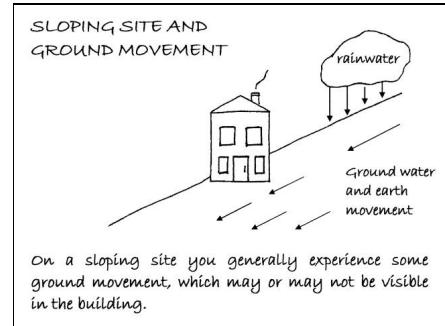 SLOPING SITE AND
GROUND MOVEMENT
rainwater
Ground water
and earth
movement
On a sloping site you generally experience some
ground movement, which may or may not be visible
in the building.